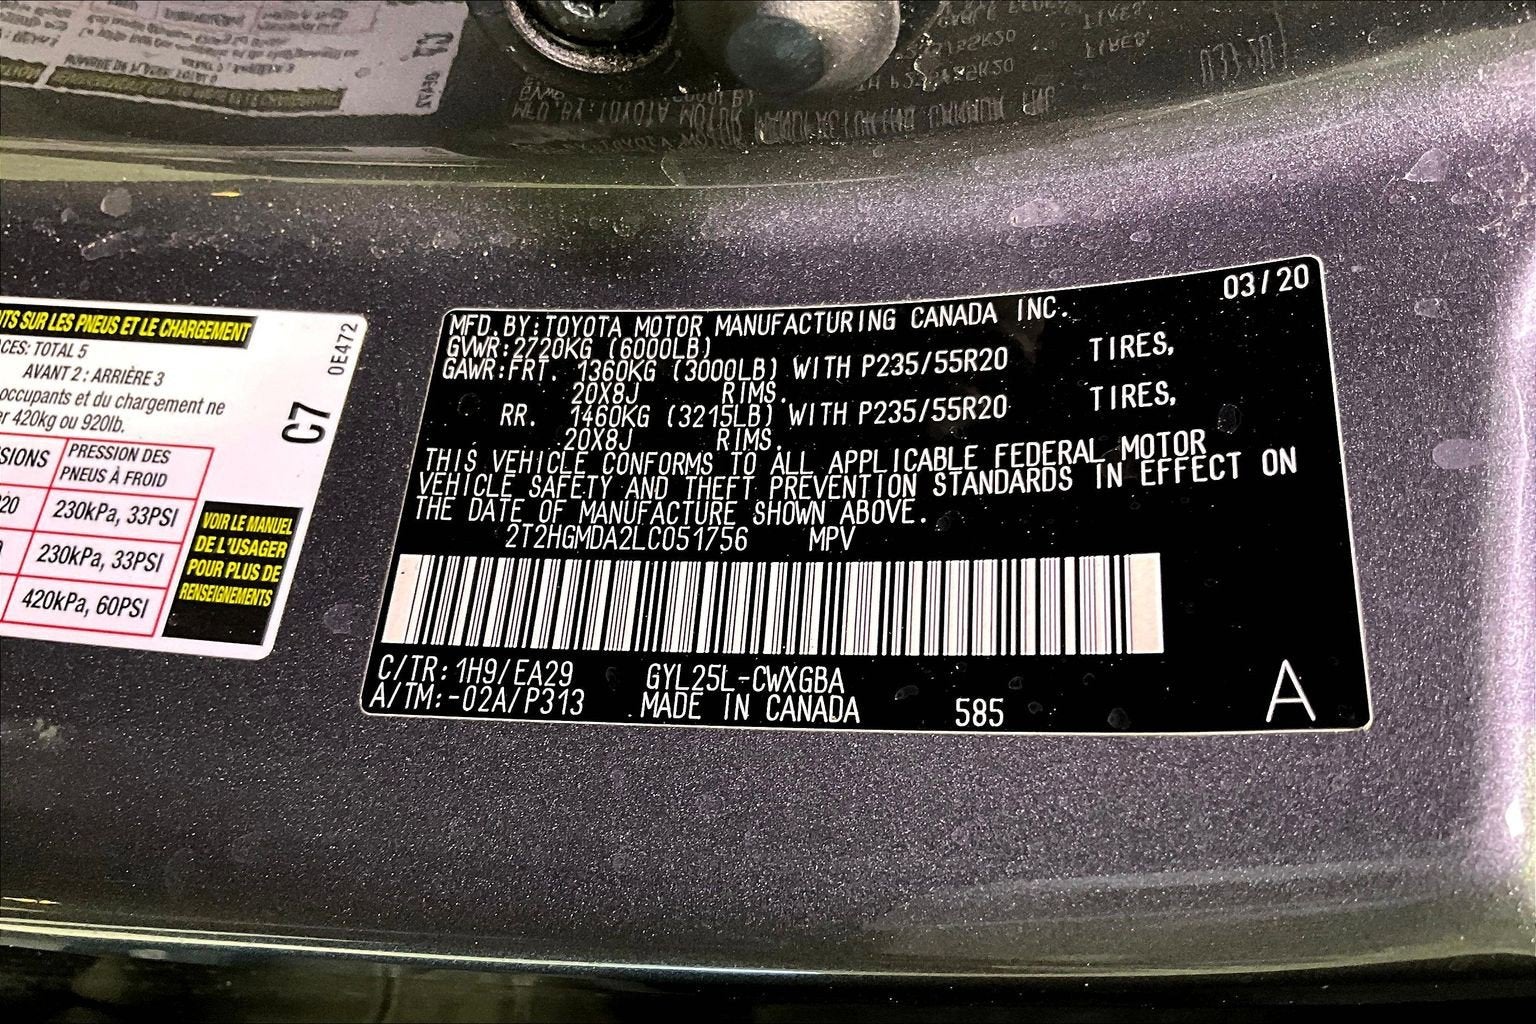 ITS SUR LES PNEUS ET LE CHARGEMENT
CES: TOTAL 5
AVANT 2 : ARRIÈRE 3
occupants et du chargement ne
er 420kg ou 920lb.
SIONS PRESSION DES
PNEUS À FROID
20 230kPa, 33PSI
230kPa, 33PSI
420kPa, 60PSI
VOIR LE MANUEL
DE L'USAGER
POUR PLUS DE
RENSEIGNEMENTS
C7
0E472
03/20
MFD. BY:TOYOTA MOTOR MANUFACTURING CANADA INC.
GVWR:2720KG (6000LB)
GAWR:FRT. 1360KG (3000LB) WITH P235/55R20 TIRES,
20X8J RIMS.
RR. 1460KG (3215LB) WITH P235/55R20 TIRES,
20X8J RIMS.
THIS VEHICLE CONFORMS TO ALL APPLICABLE FEDERAL MOTOR
VEHICLE SAFETY AND THEFT PREVENTION STANDARDS IN EFFECT ON
THE DATE OF MANUFACTURE SHOWN ABOVE.
2T2HGMDA2LC051756 MPV
C/TR:1H9/EA29 GYL25L-CWXGBA
A/TM:-02A/P313 MADE IN CANADA 585 A